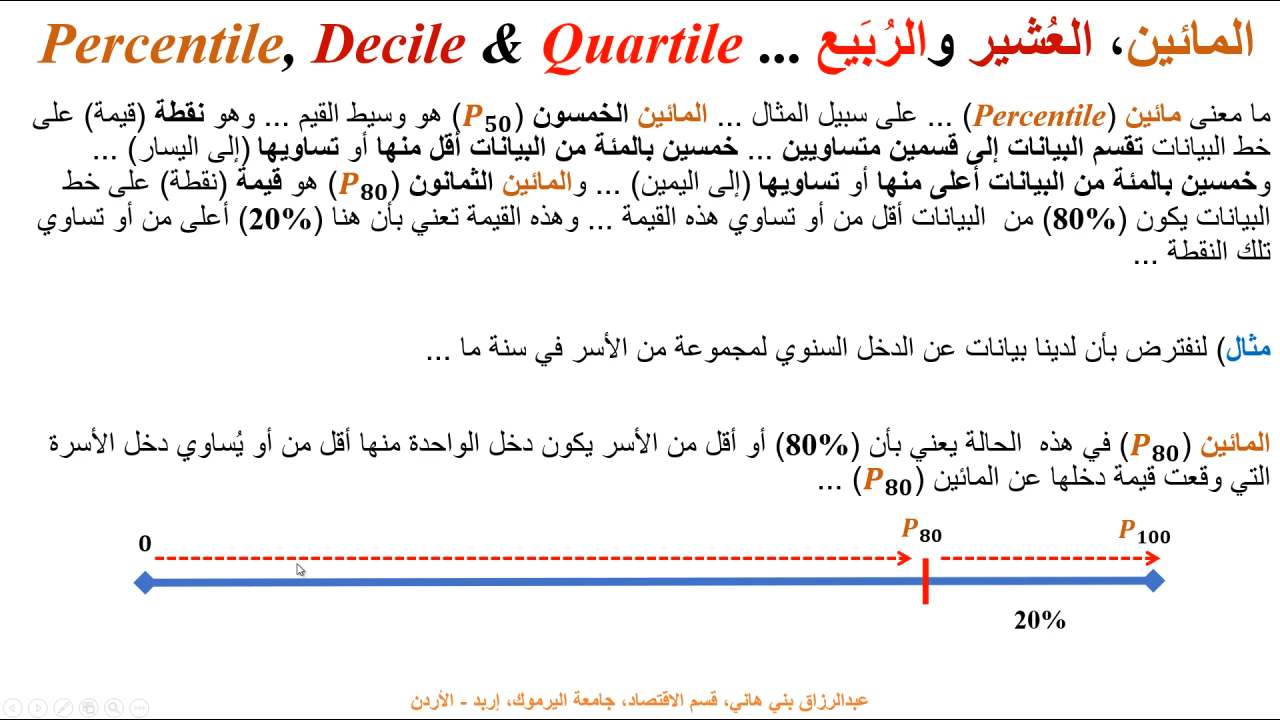 المائين، العُشير والرُبَيع ... Percentile, Decile & Quartile
ما معنى مائين (Percentile) ... على سبيل المثال ... المائين الخمسون (P50) هو وسيط القيم ... وهو نقطة (قيمة) على
خط البيانات تقسم البيانات إلى قسمين متساويين ... خمسين بالمئة من البيانات أقل منها أو تساويها (إلى اليسار) ...
وخمسين بالمئة من البيانات أعلى منها أو تساويها (إلى اليمين) ... والمائين الثمانون (P80) هو قيمة (نقطة) على خط
البيانات يكون (80%) من البيانات أقل من أو تساوي هذه القيمة ... وهذه القيمة تعني بأن هنا (20%) أعلى من أو تساوي
تلك النقطة ...
مثال) لنفترض بأن لدينا بيانات عن الدخل السنوي لمجموعة من الأسر في سنة ما ...
المائين (P80) في هذه الحالة يعني بأن (80%) أو أقل من الأسر يكون دخل الواحدة منها أقل من أو يُساوي دخل الأسرة
التي وقعت قيمة دخلها عن المائين (P80) ...
0 P80 P100
20%
عبدالرزاق بني هاني، قسم الاقتصاد، جامعة اليرموك، إربد - الأردن